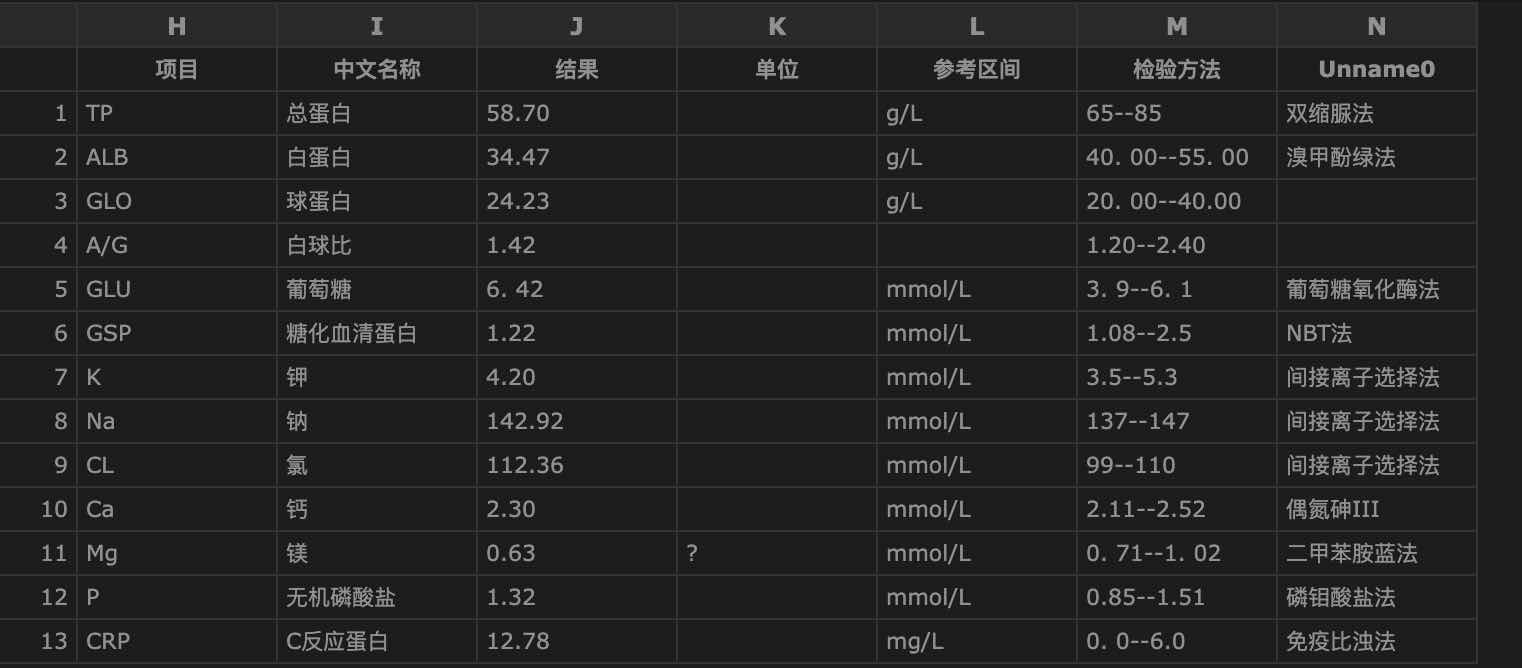 H I J K L M N
项目 中文名称 结果 单位 参考区间 检验方法 Unname0
1 TP 总蛋白 58.70 g/L 65--85 双缩脲法
2 ALB 白蛋白 34.47 g/L 40. 00--55. 00 溴甲酚绿法
3 GLO 球蛋白 24.23 g/L 20. 00--40.00
4 A/G 白球比 1.42 1.20--2.40
5 GLU 葡萄糖 6. 42 mmol/L 3. 9--6. 1 葡萄糖氧化酶法
6 GSP 糖化血清蛋白 1.22 mmol/L 1.08--2.5 NBT法
7 K 钾 4.20 mmol/L 3.5--5.3 间接离子选择法
8 Na 钠 142.92 mmol/L 137--147 间接离子选择法
9 CL 氯 112.36 mmol/L 99--110 间接离子选择法
10 Ca 钙 2.30 mmol/L 2.11--2.52 偶氮砷III
11 Mg 镁 0.63 ? mmol/L 0. 71--1. 02 二甲苯胺蓝法
12 P 无机磷酸盐 1.32 mmol/L 0.85--1.51 磷钼酸盐法
13 CRP C反应蛋白 12.78 mg/L 0. 0--6.0 免疫比浊法